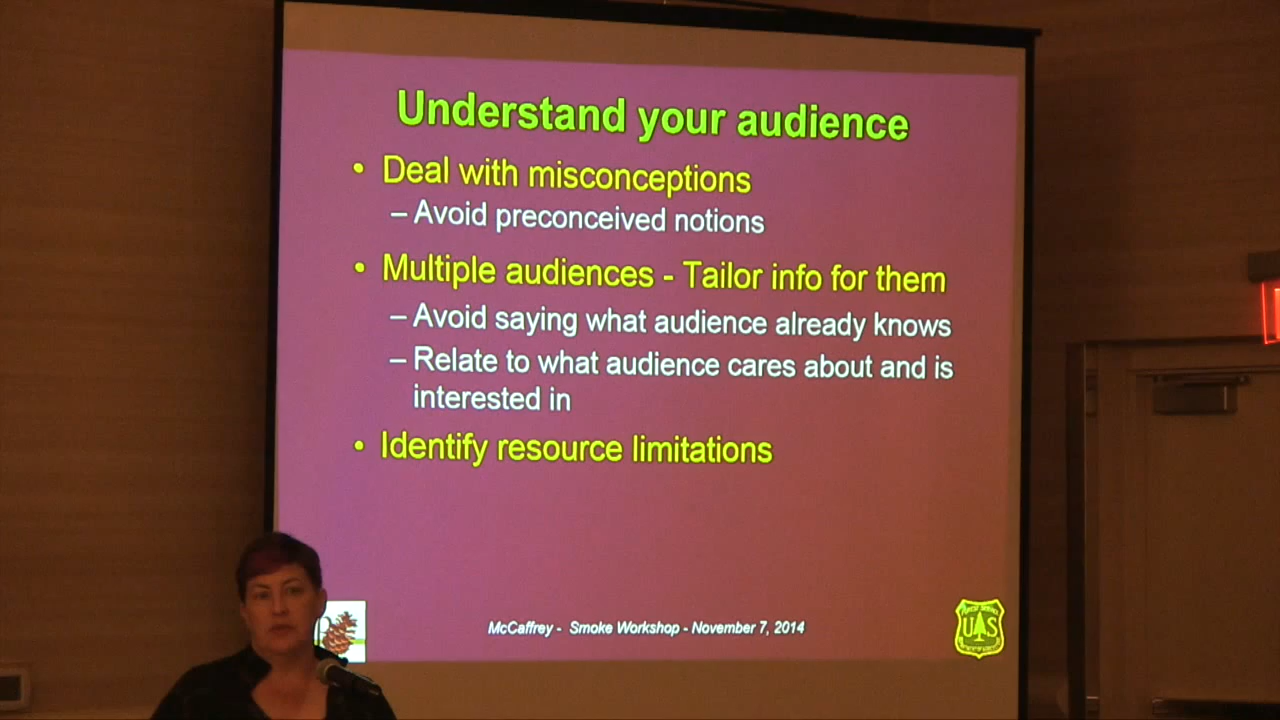 Understand your audience
• Deal with misconceptions
– Avoid preconceived notions
• Multiple audiences - Tailor info for them
– Avoid saying what audience already knows
– Relate to what audience cares about and is
interested in
• Identify resource limitations
McCaffrey - Smoke Workshop - November 7, 2014
FOREST SERVICE
U S